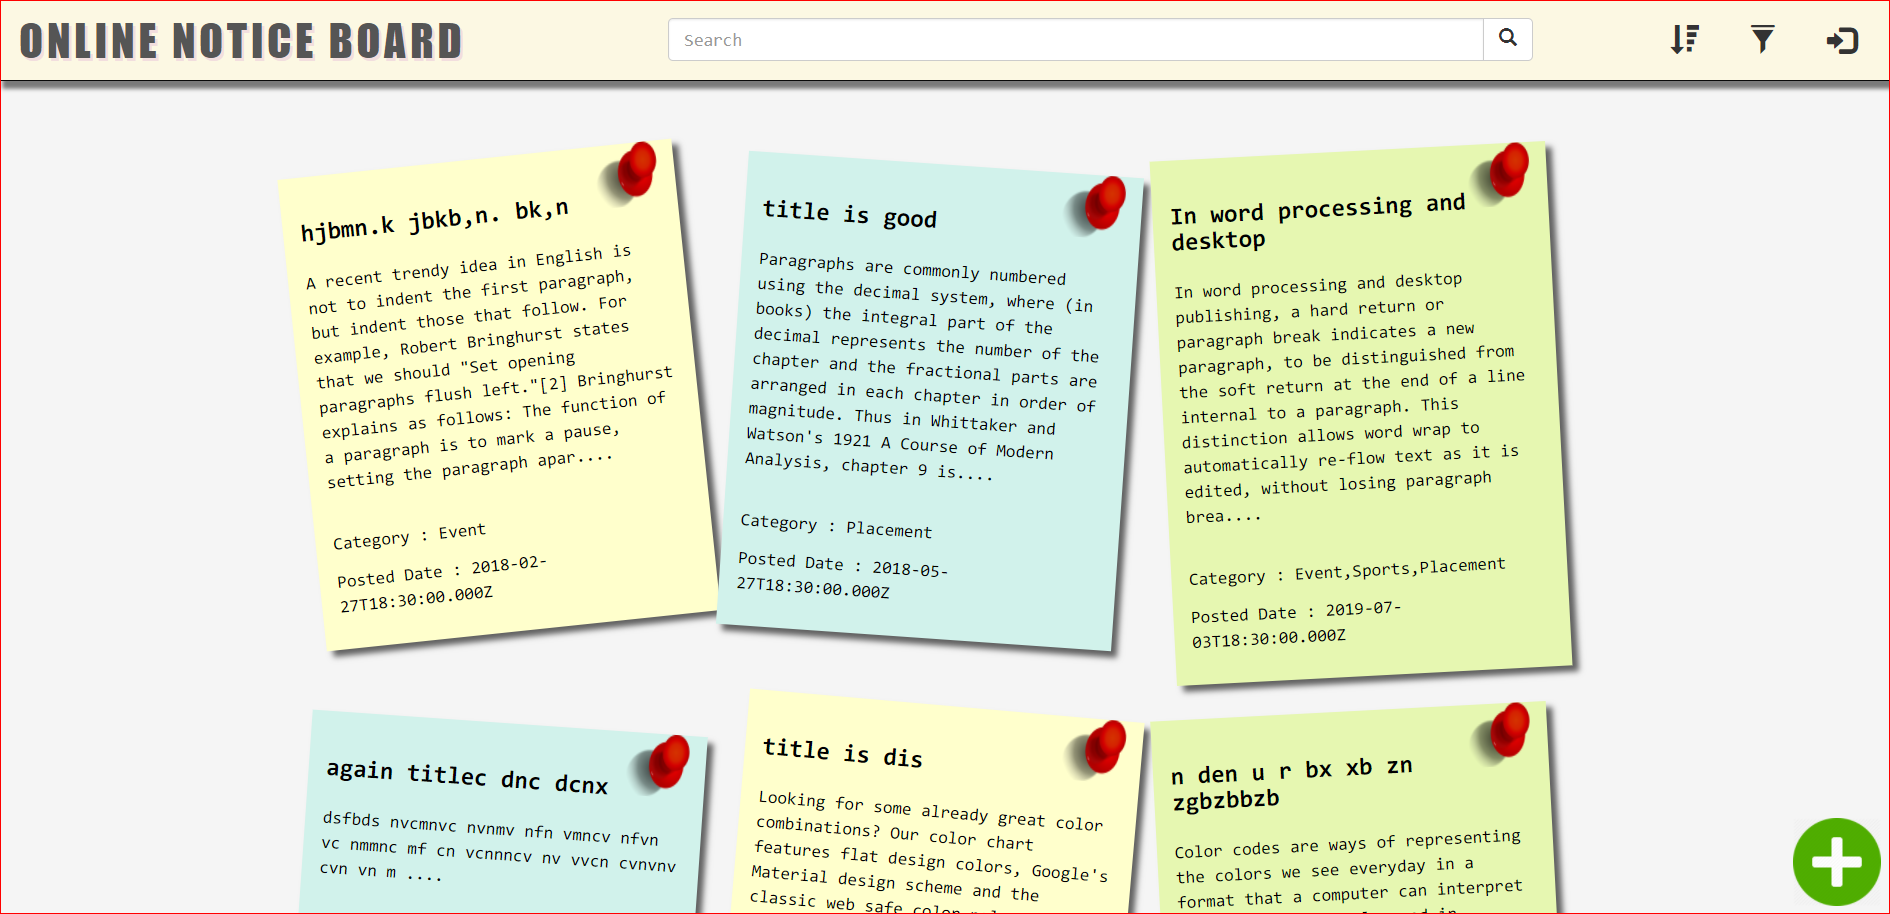 ONLINE NOTICE BOARD
Search
hjbmn.k jbkb,n. bk,n
A recent trendy idea in English is
not to indent the first paragraph,
but indent those that follow. For
example, Robert Bringhurst states
that we should "Set opening
paragraphs flush left."[2] Bringhurst
explains as follows: The function of
a paragraph is to mark a pause,
setting the paragraph apar....
Category : Event
Posted Date : 2018-02-
27T18:30:00.000Z
title is good
Paragraphs are commonly numbered
using the decimal system, where (in
books) the integral part of the
decimal represents the number of the
chapter and the fractional parts are
arranged in each chapter in order of
magnitude. Thus in Whittaker and
Watson's 1921 A Course of Modern
Analysis, chapter 9 is....
Category : Placement
Posted Date : 2018-05-
27T18:30:00.000Z
In word processing and
desktop
In word processing and desktop
publishing, a hard return or
paragraph break indicates a new
paragraph, to be distinguished from
the soft return at the end of a line
internal to a paragraph. This
distinction allows word wrap to
automatically re-flow text as it is
edited, without losing paragraph
brea....
Category : Event,Sports,Placement
Posted Date : 2019-07-
03T18:30:00.000Z
again titlec dnc dcnx
dsfbds nvcmnvc nvnmv nfn vmncv nfvn
vc nmmnc mf cn vcnnncv nv vvcn cvnvnv
cvn vn m ....
title is dis
Looking for some already great color
combinations? Our color chart
features flat design colors, Google's
Material design scheme and the
classic web safe color
n den u r bx xb zn
zgbzbbzb
Color codes are ways of representing
the colors we see everyday in a
format that a computer can interpret